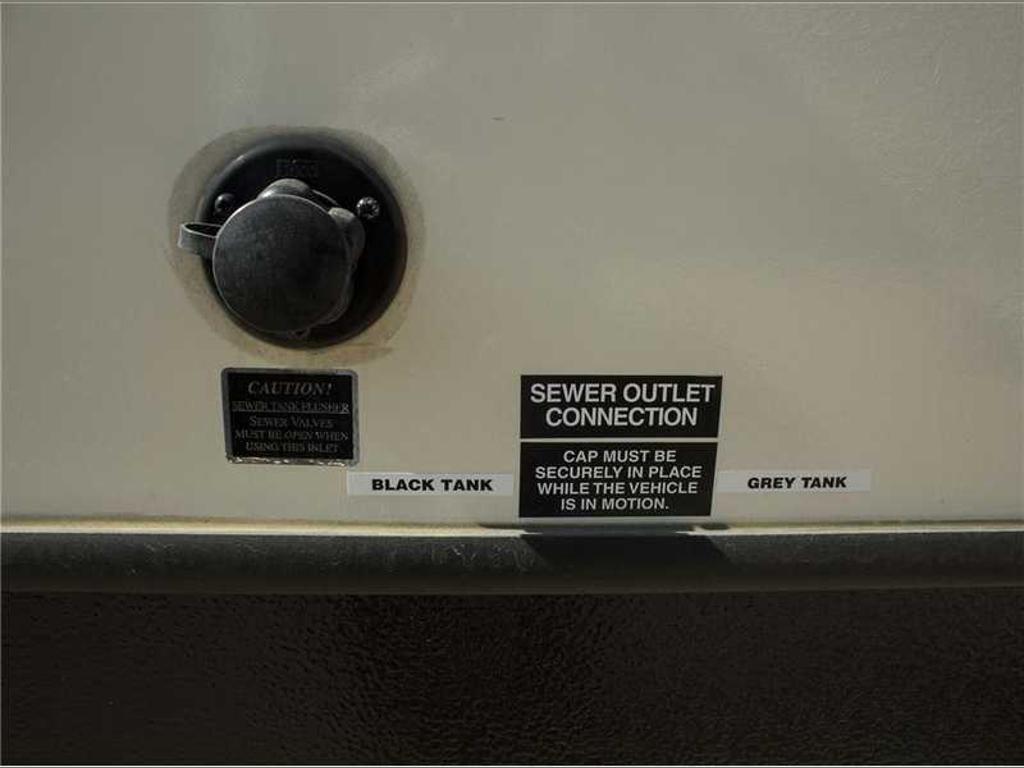 CAUTION!
SEWER TANK FLUSHER
SEWER VALVES
MUST BE OPEN WHEN
USING THIS INLET
BLACK TANK
SEWER OUTLET
CONNECTION
CAP MUST BE
SECURELY IN PLACE
WHILE THE VEHICLE
IS IN MOTION.
GREY TANK